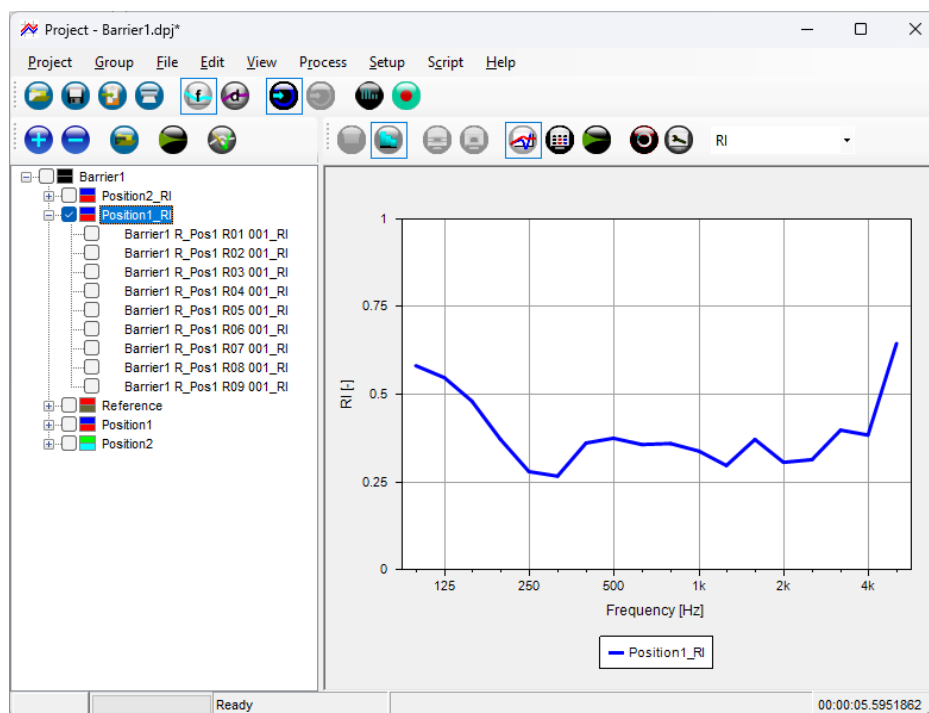 Project - Barrier1.dpj*
Project Group File Edit View Process Setup Script Help
f d
RI
Barrier1
Position2_RI
Position1_RI
Barrier1 R_Pos1 R01 001_RI
Barrier1 R_Pos1 R02 001_RI
Barrier1 R_Pos1 R03 001_RI
Barrier1 R_Pos1 R04 001_RI
Barrier1 R_Pos1 R05 001_RI
Barrier1 R_Pos1 R06 001_RI
Barrier1 R_Pos1 R07 001_RI
Barrier1 R_Pos1 R08 001_RI
Barrier1 R_Pos1 R09 001_RI
Reference
Position1
Position2
1
0.75
0.5
0.25
0
RI [-]
125 250 500 1k 2k 4k
Frequency [Hz]
Position1_RI
Ready 00:00:05.5951862